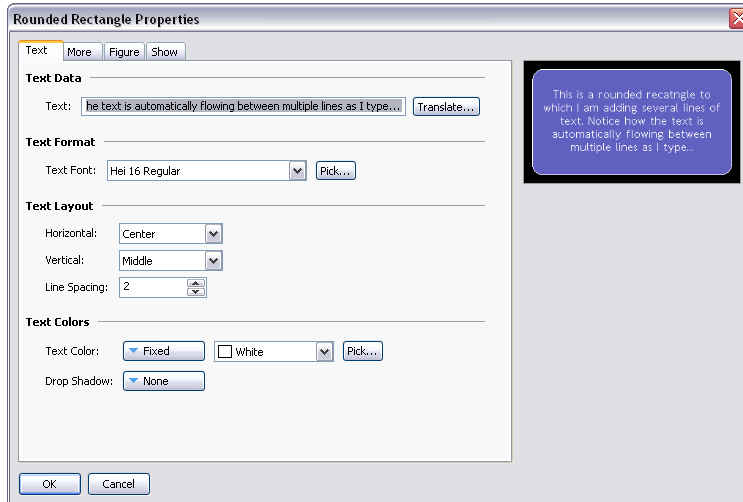 Rounded Rectangle Properties
Text More Figure Show
Text Data
Text: he text is automatically flowing between multiple lines as I type... Translate...
Text Format
Text Font: Hei 16 Regular Pick...
Text Layout
Horizontal: Center
Vertical: Middle
Line Spacing: 2
Text Colors
Text Color: Fixed White Pick...
Drop Shadow: None
OK Cancel
This is a rounded recatngle to
which I am adding several lines of
text. Notice how the text is
automatically flowing between
multiple lines as I type...